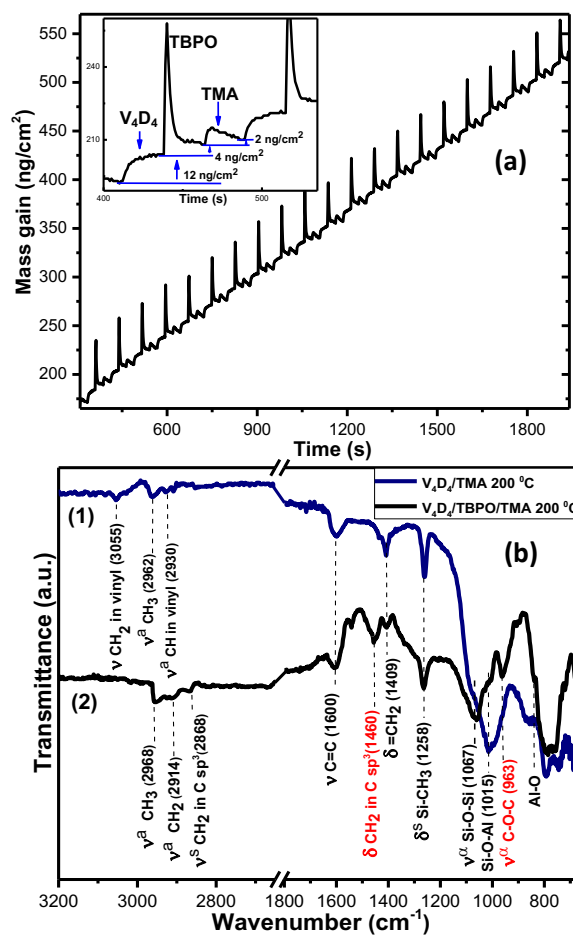 550
500
450
400
350
300
250
200
Mass gain (ng/cm²)
260
210
TBPO
V₄D₄
TMA
2 ng/cm²
4 ng/cm²
12 ng/cm²
400
500
Time (s)
(a)
600
900
1200
1500
1800
Time (s)
V₄D₄/TMA 200 ⁰C
V₄D₄/TBPO/TMA 200 ⁰C
(1)
(b)
(2)
Transmittance (a.u.)
ν CH₂ in vinyl (3055)
νᵃ CH₃ (2962)
νᵃ CH in vinyl (2930)
νᵃ CH₃ (2968)
νᵃ CH₂ (2914)
νˢ CH₂ in C sp³(2868)
ν C=C (1600)
δ CH₂ in C sp³(1460)
δ =CH₂ (1409)
δˢ Si-CH₃ (1258)
νᵅ Si-O-Si (1067)
Si-O-Al (1015)
νᵅ C-O-C (963)
Al-O
3200
3000
2800
1800
1600
1400
1200
1000
800
Wavenumber (cm⁻¹)